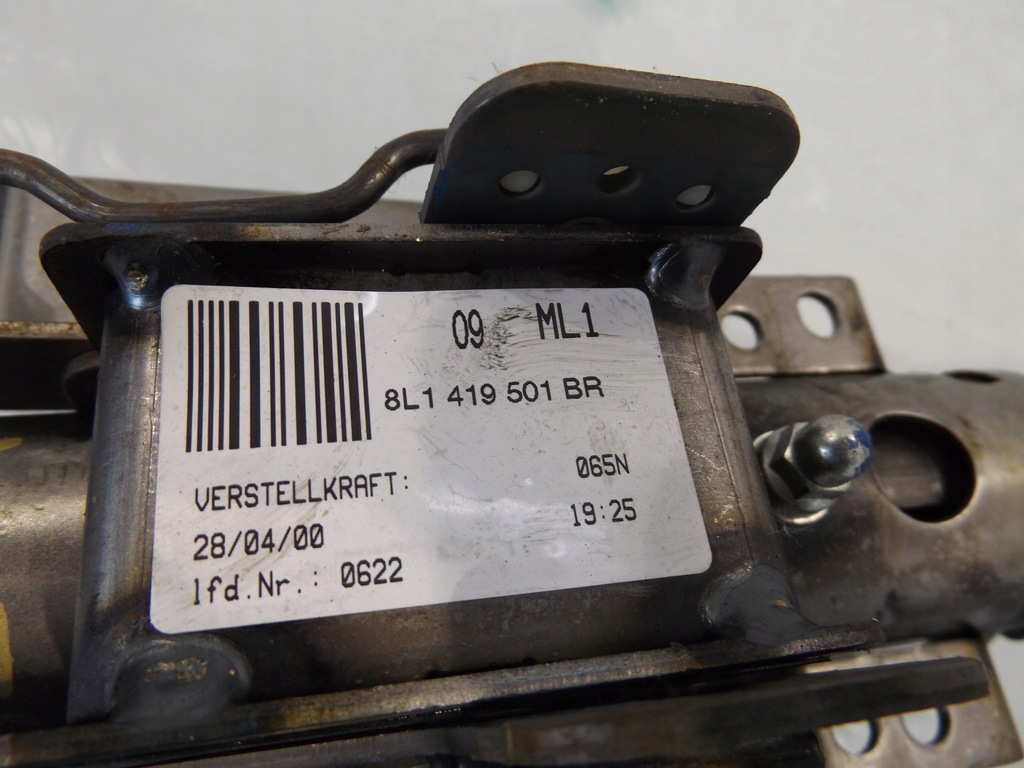 09 ML1
8L1 419 501 BR
VERSTELLKRAFT: 065N
28/04/00 19:25
lfd.Nr.: 0622